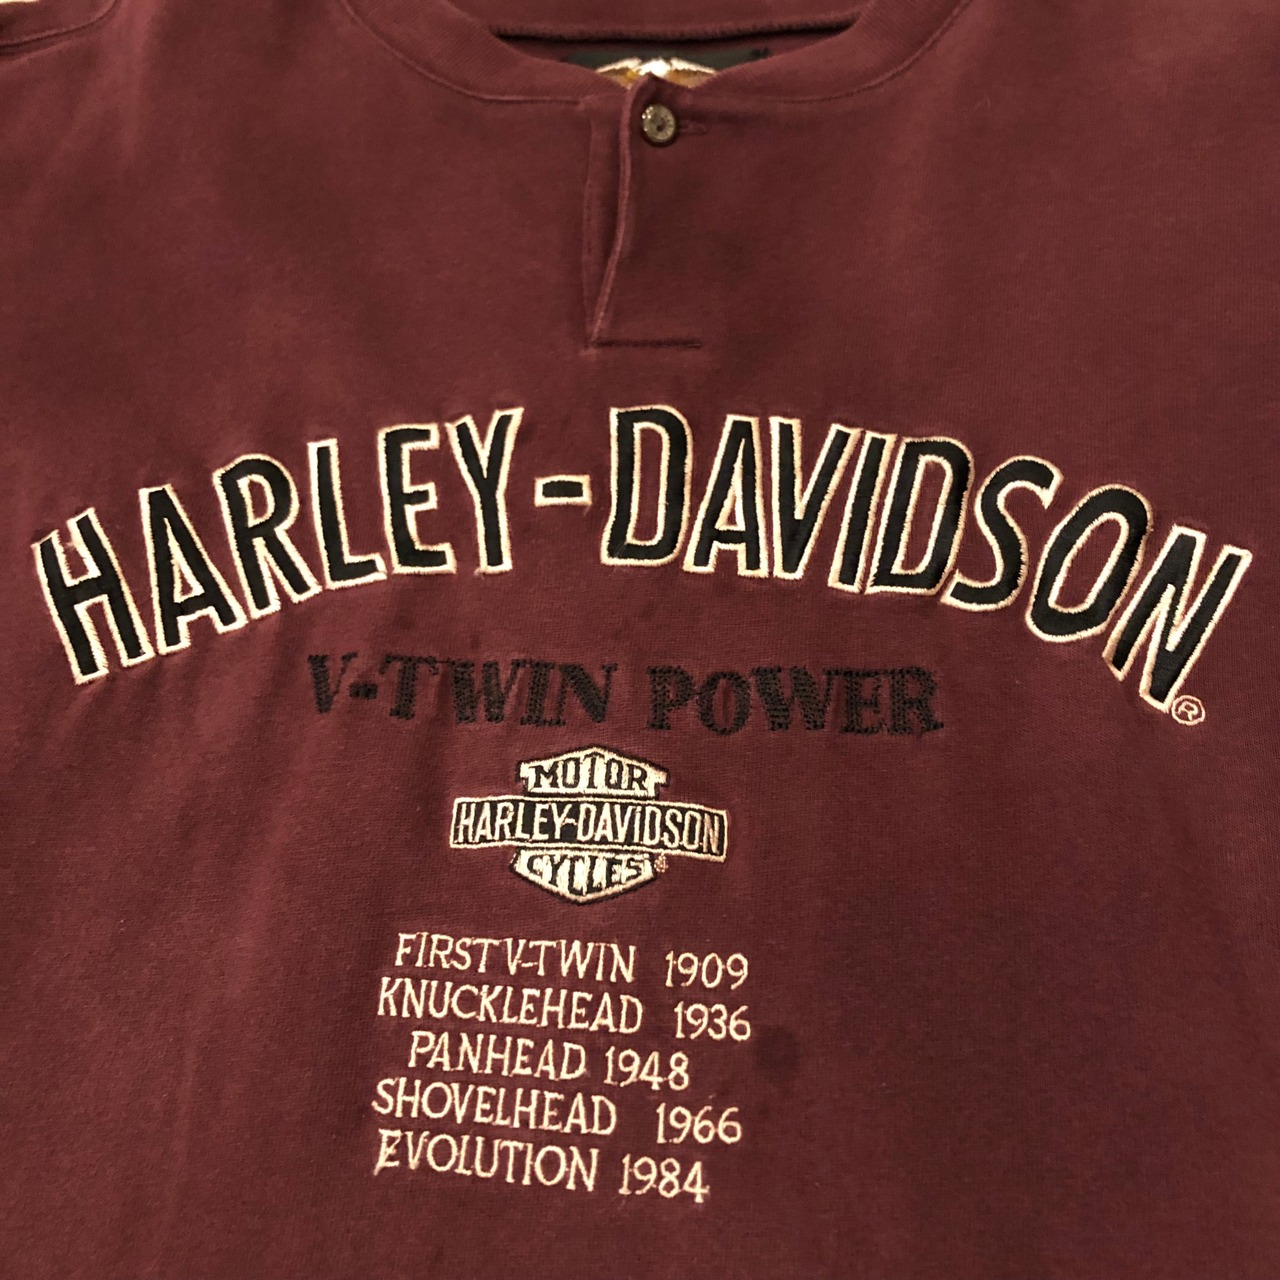 HARLEY-DAVIDSON
®
V-TWIN POWER
MOTOR
HARLEY-DAVIDSON
CYCLES
FIRST V-TWIN 1909
KNUCKLEHEAD 1936
PANHEAD 1948
SHOVELHEAD 1966
EVOLUTION 1984